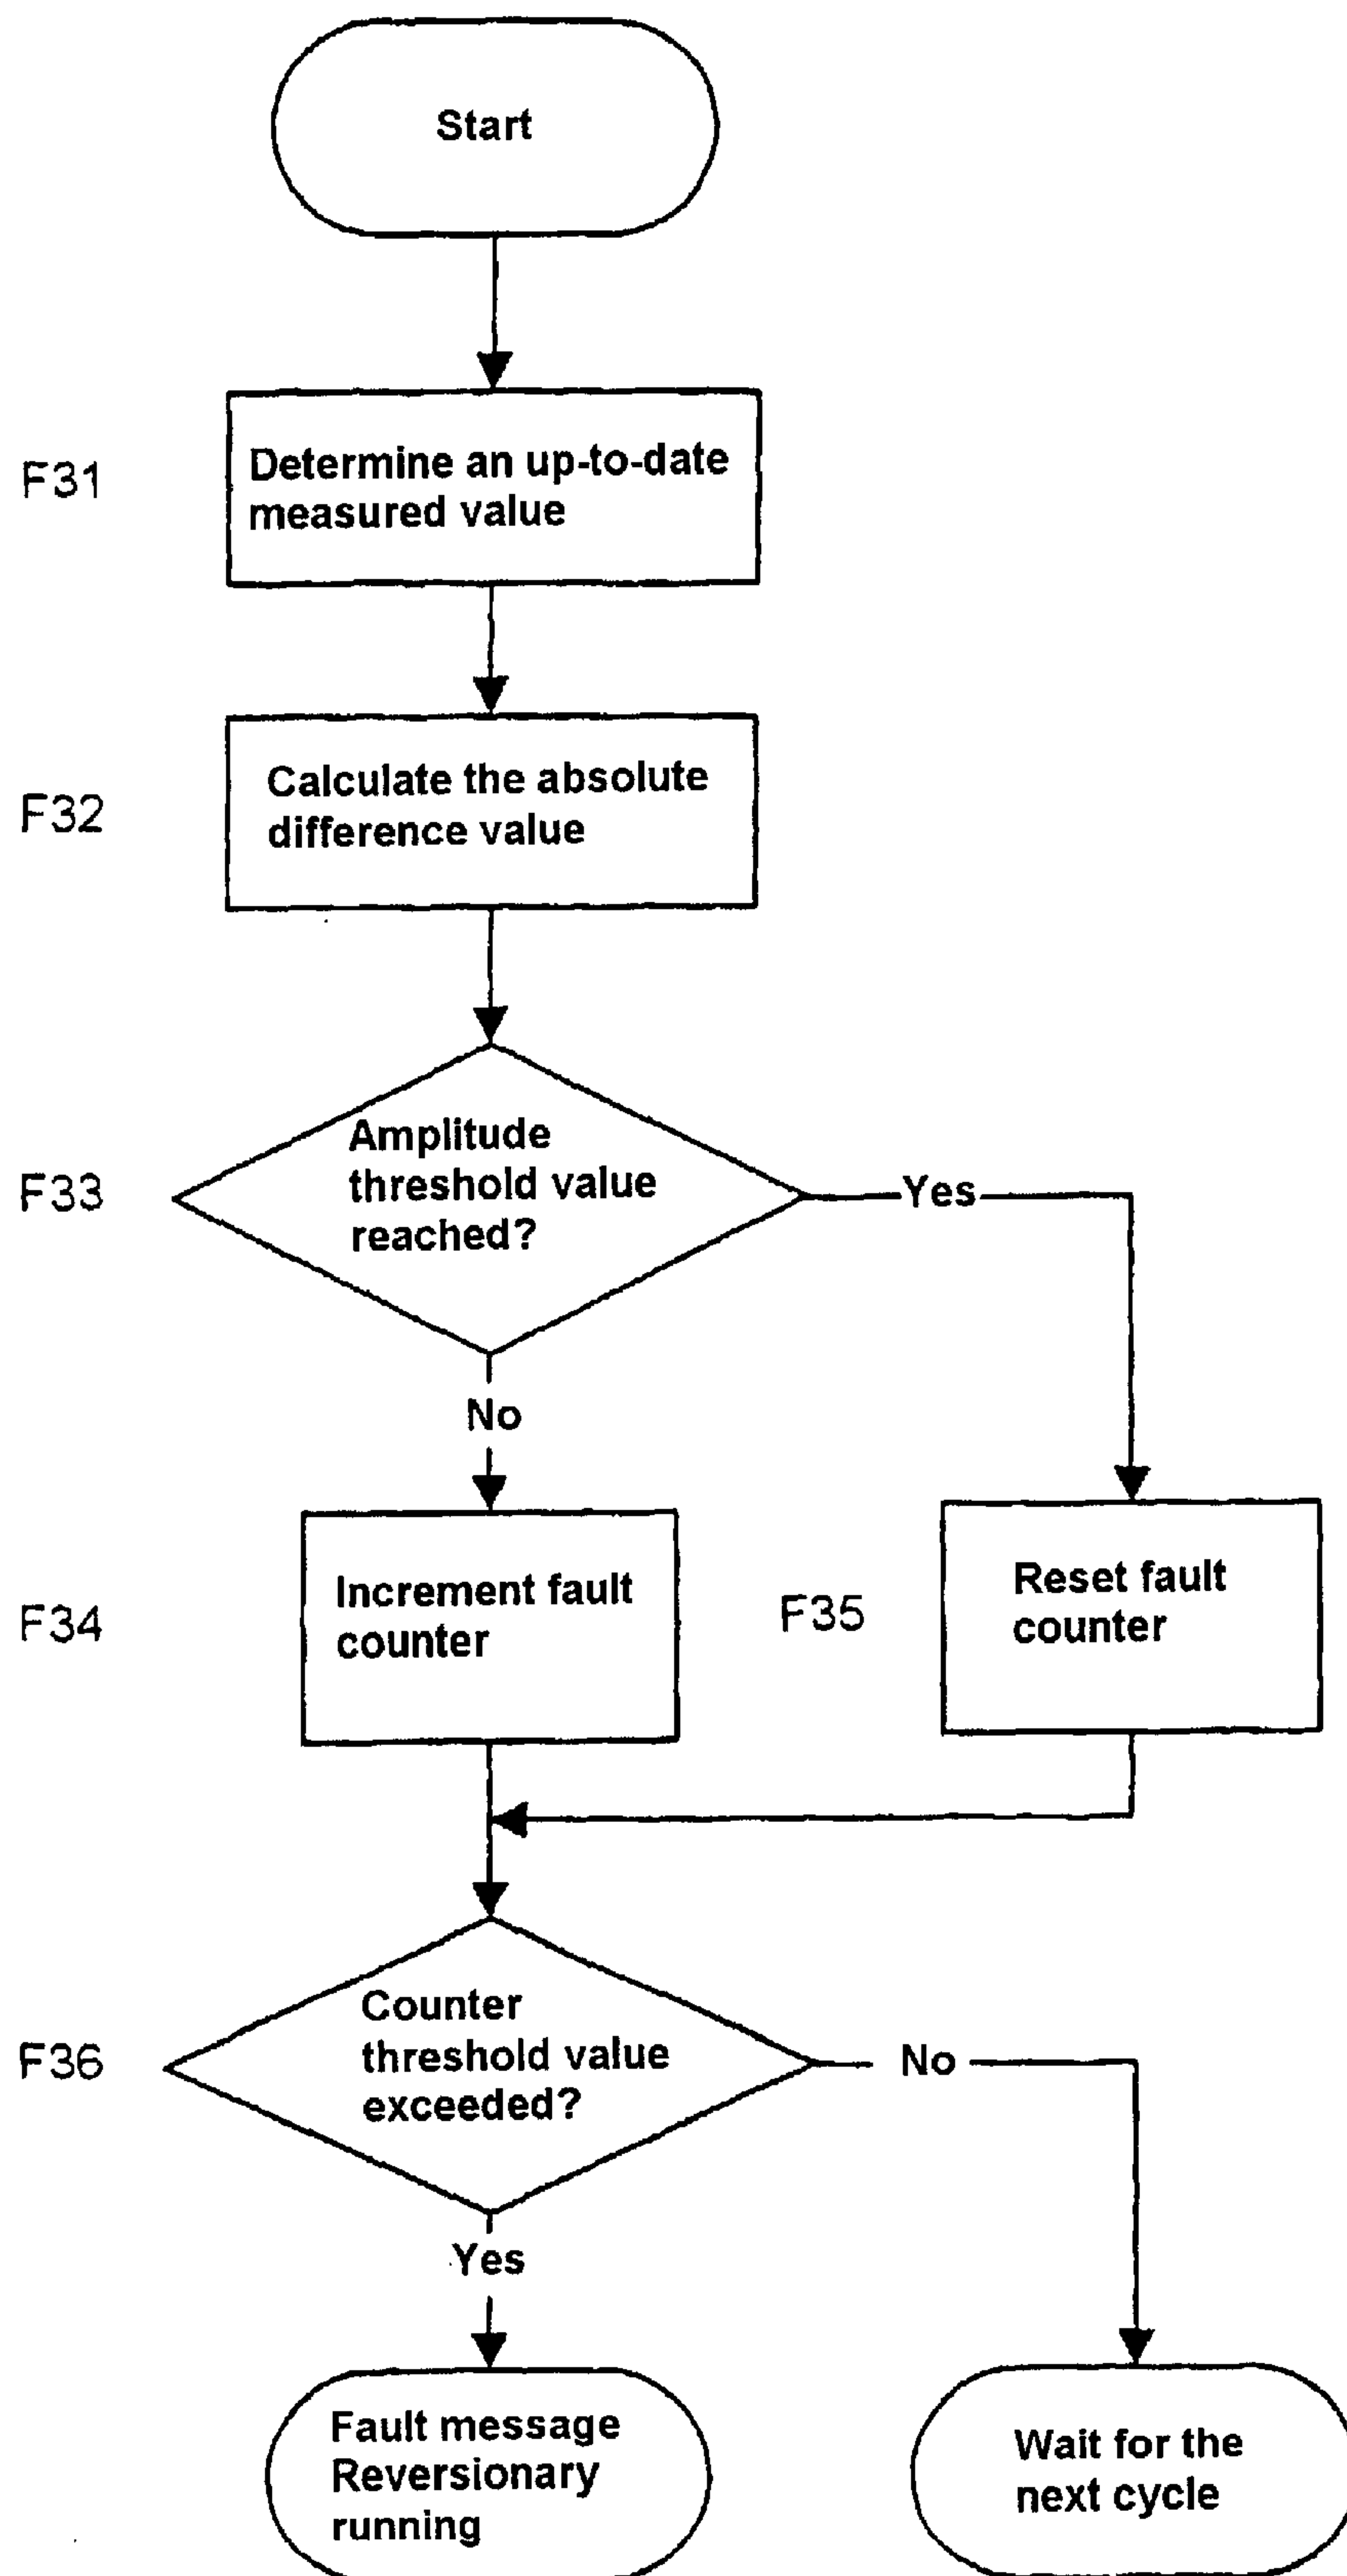 Start
F31
Determine an up-to-date
measured value
F32
Calculate the absolute
difference value
F33
Amplitude
threshold value
reached?
Yes
No
F34
Increment fault
counter
F35
Reset fault
counter
F36
Counter
threshold value
exceeded?
No
Yes
Fault message
Reversionary
running
Wait for the
next cycle